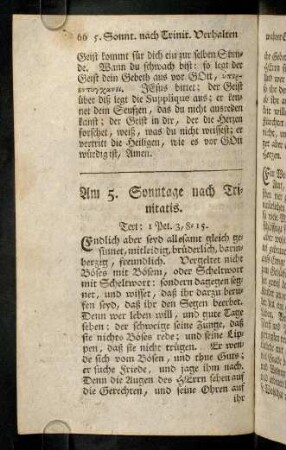 66 5. Sonnt. nach Trinit. Verhalten
Geist kommt für dich ein zur selben Stun-
de. Wann du schwach bist: so legt der
Geist dein Gebeth aus vor GOtt,
JEsus bittet: der Geist
über diß legt die Supplique aus; er ken-
net dein Seufzen, das du nicht ausreden
kanst; der Geist in dir, der die Herzen
forschet, weiß, was du nicht weissest; er
vertritt die Heiligen, wie es vor GOtt
würdig ist, Amen.
Am 5. Sonntage nach Tri-
nitatis.
Text: 1 Pet. 3, 8-15.
Endlich aber seyd allesamt gleich ge-
sinnet, mitleidig, brüderlich, barm-
herzig, freundlich. Vergeltet nicht
Böses mit Bösem, oder Scheltwort
mit Scheltwort: sondern dagegen seg-
net, und wisset, daß ihr darzu beru-
fen seyd, daß ihr den Segen beerbet.
Denn wer leben will, und gute Tage
sehen: der schweige seine Zunge, daß
sie nichts Böses rede; und seine Lip-
pen, daß sie nicht trügen. Er wen-
de sich vom Bösen, und thue Guts;
er suche Friede, und jage ihm nach.
Denn die Augen des HErrn sehen auf
die Gerechten, und seine Ohren auf
ihr